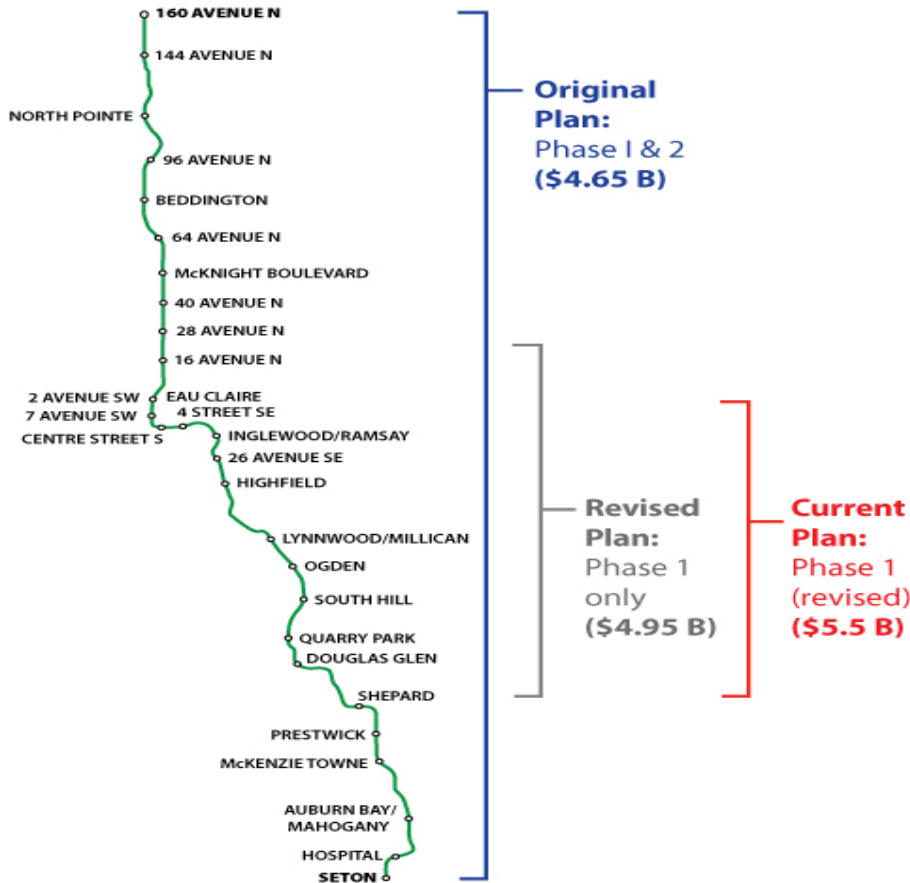 160 AVENUE N
144 AVENUE N
NORTH POINTE
96 AVENUE N
BEDDINGTON
64 AVENUE N
McKNIGHT BOULEVARD
40 AVENUE N
28 AVENUE N
16 AVENUE N
2 AVENUE SW
EAU CLAIRE
7 AVENUE SW
4 STREET SE
CENTRE STREET S
INGLEWOOD/RAMSAY
26 AVENUE SE
HIGHFIELD
LYNNWOOD/MILLICAN
OGDEN
SOUTH HILL
QUARRY PARK
DOUGLAS GLEN
SHEPARD
PRESTWICK
McKENZIE TOWNE
AUBURN BAY/
MAHOGANY
HOSPITAL
SETON
Original
Plan:
Phase I & 2
($4.65 B)
Revised
Plan:
Phase 1
only
($4.95 B)
Current
Plan:
Phase 1
(revised)
($5.5 B)